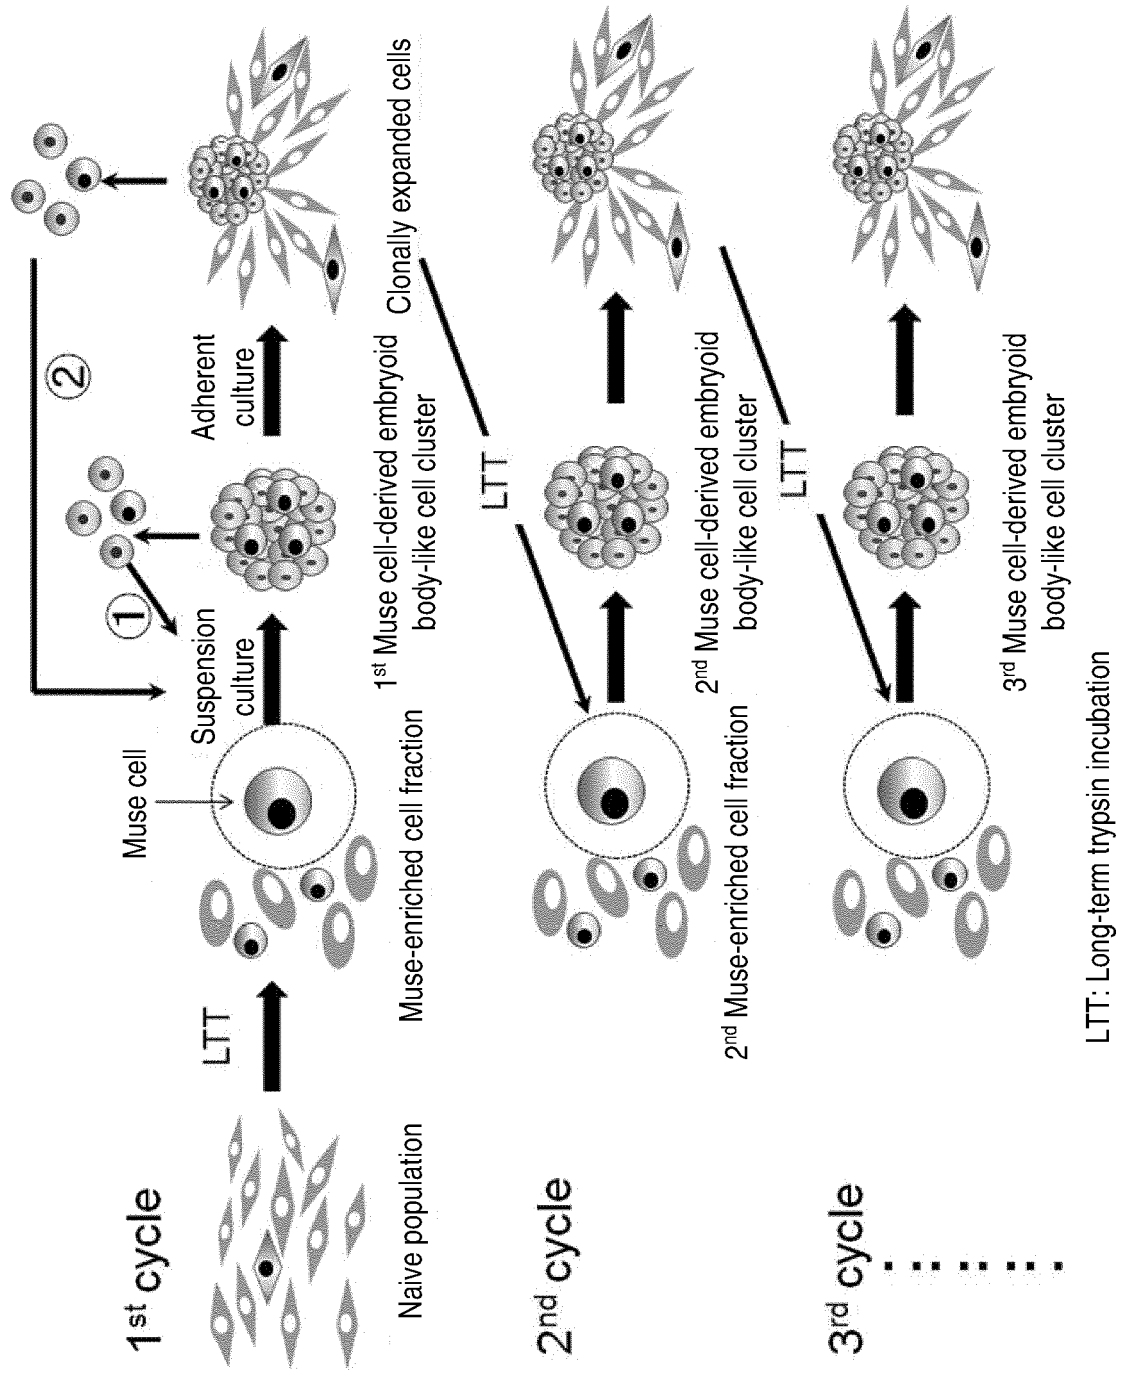 1st cycle
LTT
Muse cell
Suspension
culture
①
Adherent
culture
②
Naive population
Muse-enriched cell fraction
1st Muse cell-derived embryoid
body-like cell cluster
Clonally expanded cells
LTT
2nd cycle
2nd Muse-enriched cell fraction
2nd Muse cell-derived embryoid
body-like cell cluster
LTT
3rd cycle
3rd Muse cell-derived embryoid
body-like cell cluster
LTT: Long-term trypsin incubation